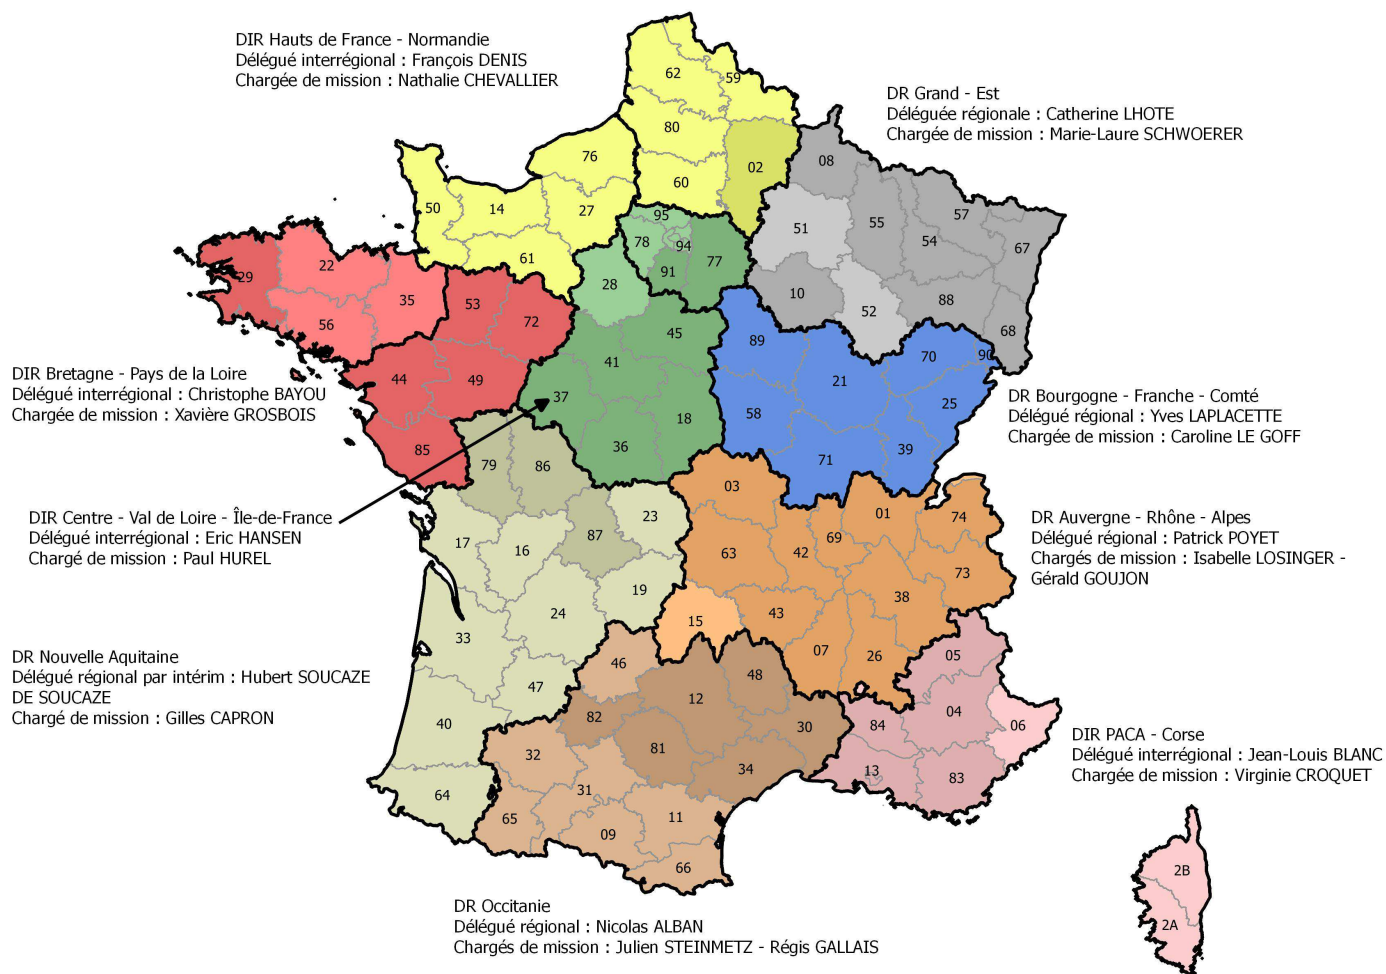 DIR Hauts de France - Normandie
Délégué interrégional : François DENIS
Chargée de mission : Nathalie CHEVALLIER
DR Grand - Est
Déléguée régionale : Catherine LHOTE
Chargée de mission : Marie-Laure SCHWOERER
62
59
80
02
60
76
27
14
50
61
08
51
55
57
54
67
10
52
88
68
95
78
94
91
77
28
45
41
37
18
36
29
22
35
56
53
72
44
49
85
DIR Bretagne - Pays de la Loire
Délégué interrégional : Christophe BAYOU
Chargée de mission : Xavière GROSBOIS
89
70
90
21
58
25
71
39
DR Bourgogne - Franche - Comté
Délégué régional : Yves LAPLACETTE
Chargée de mission : Caroline LE GOFF
DIR Centre - Val de Loire - Île-de-France
Délégué interrégional : Eric HANSEN
Chargé de mission : Paul HUREL
79
86
23
87
17
16
19
24
33
47
40
64
03
01
74
63
42
69
73
38
43
15
07
26
DR Auvergne - Rhône - Alpes
Délégué régional : Patrick POYET
Chargés de mission : Isabelle LOSINGER -
Gérald GOUJON
DR Nouvelle Aquitaine
Délégué régional par intérim : Hubert SOUCAZE
DE SOUCAZE
Chargé de mission : Gilles CAPRON
46
48
12
82
30
81
32
34
31
65
11
09
66
05
04
06
84
13
83
DIR PACA - Corse
Délégué interrégional : Jean-Louis BLANC
Chargée de mission : Virginie CROQUET
2B
2A
DR Occitanie
Délégué régional : Nicolas ALBAN
Chargés de mission : Julien STEINMETZ - Régis GALLAIS